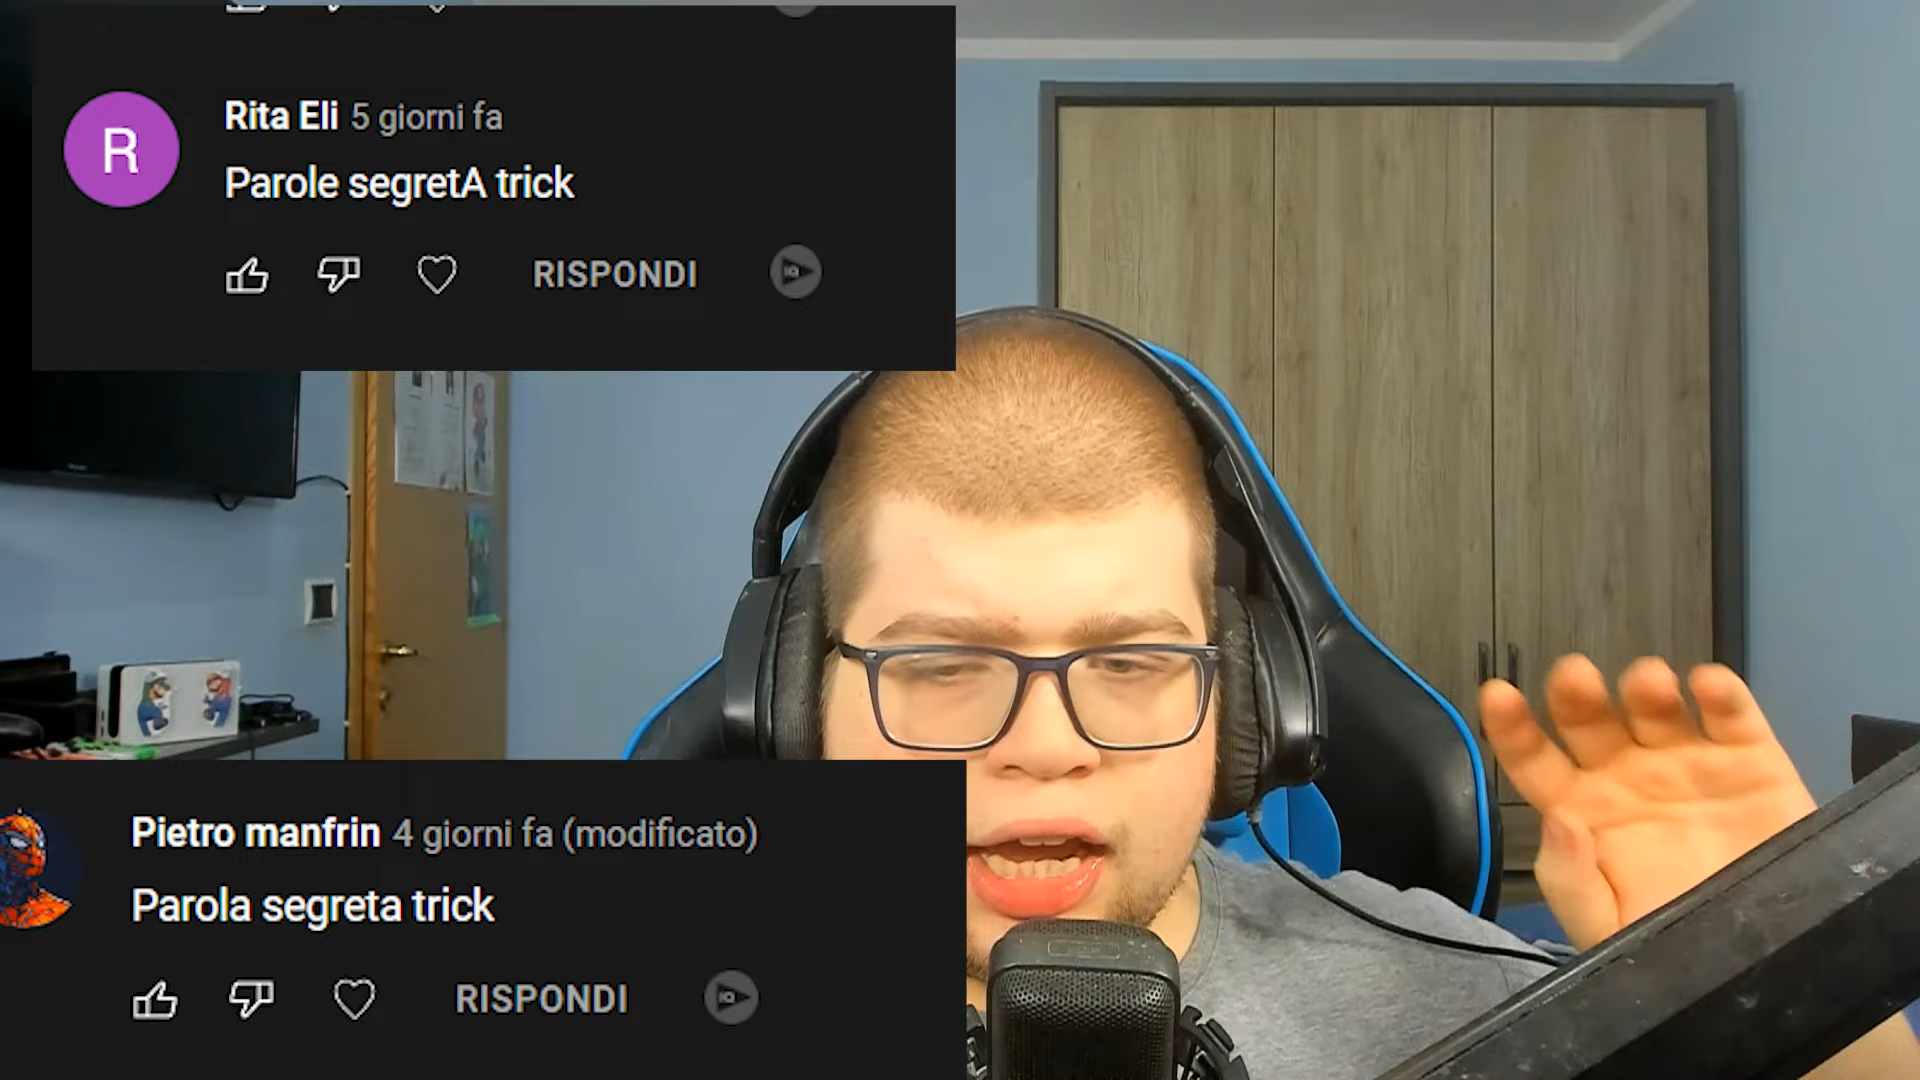 R
Rita Eli 5 giorni fa
Parole segretA trick
RISPONDI
Pietro manfrin 4 giorni fa (modificato)
Parola segreta trick
RISPONDI